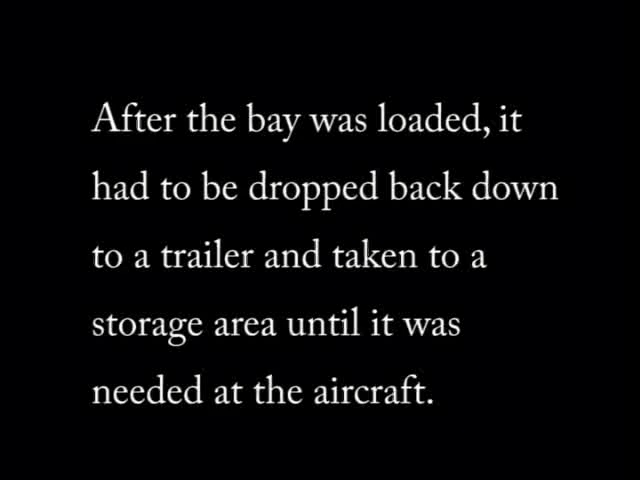 After the bay was loaded, it
had to be dropped back down
to a trailer and taken to a
storage area until it was
needed at the aircraft.